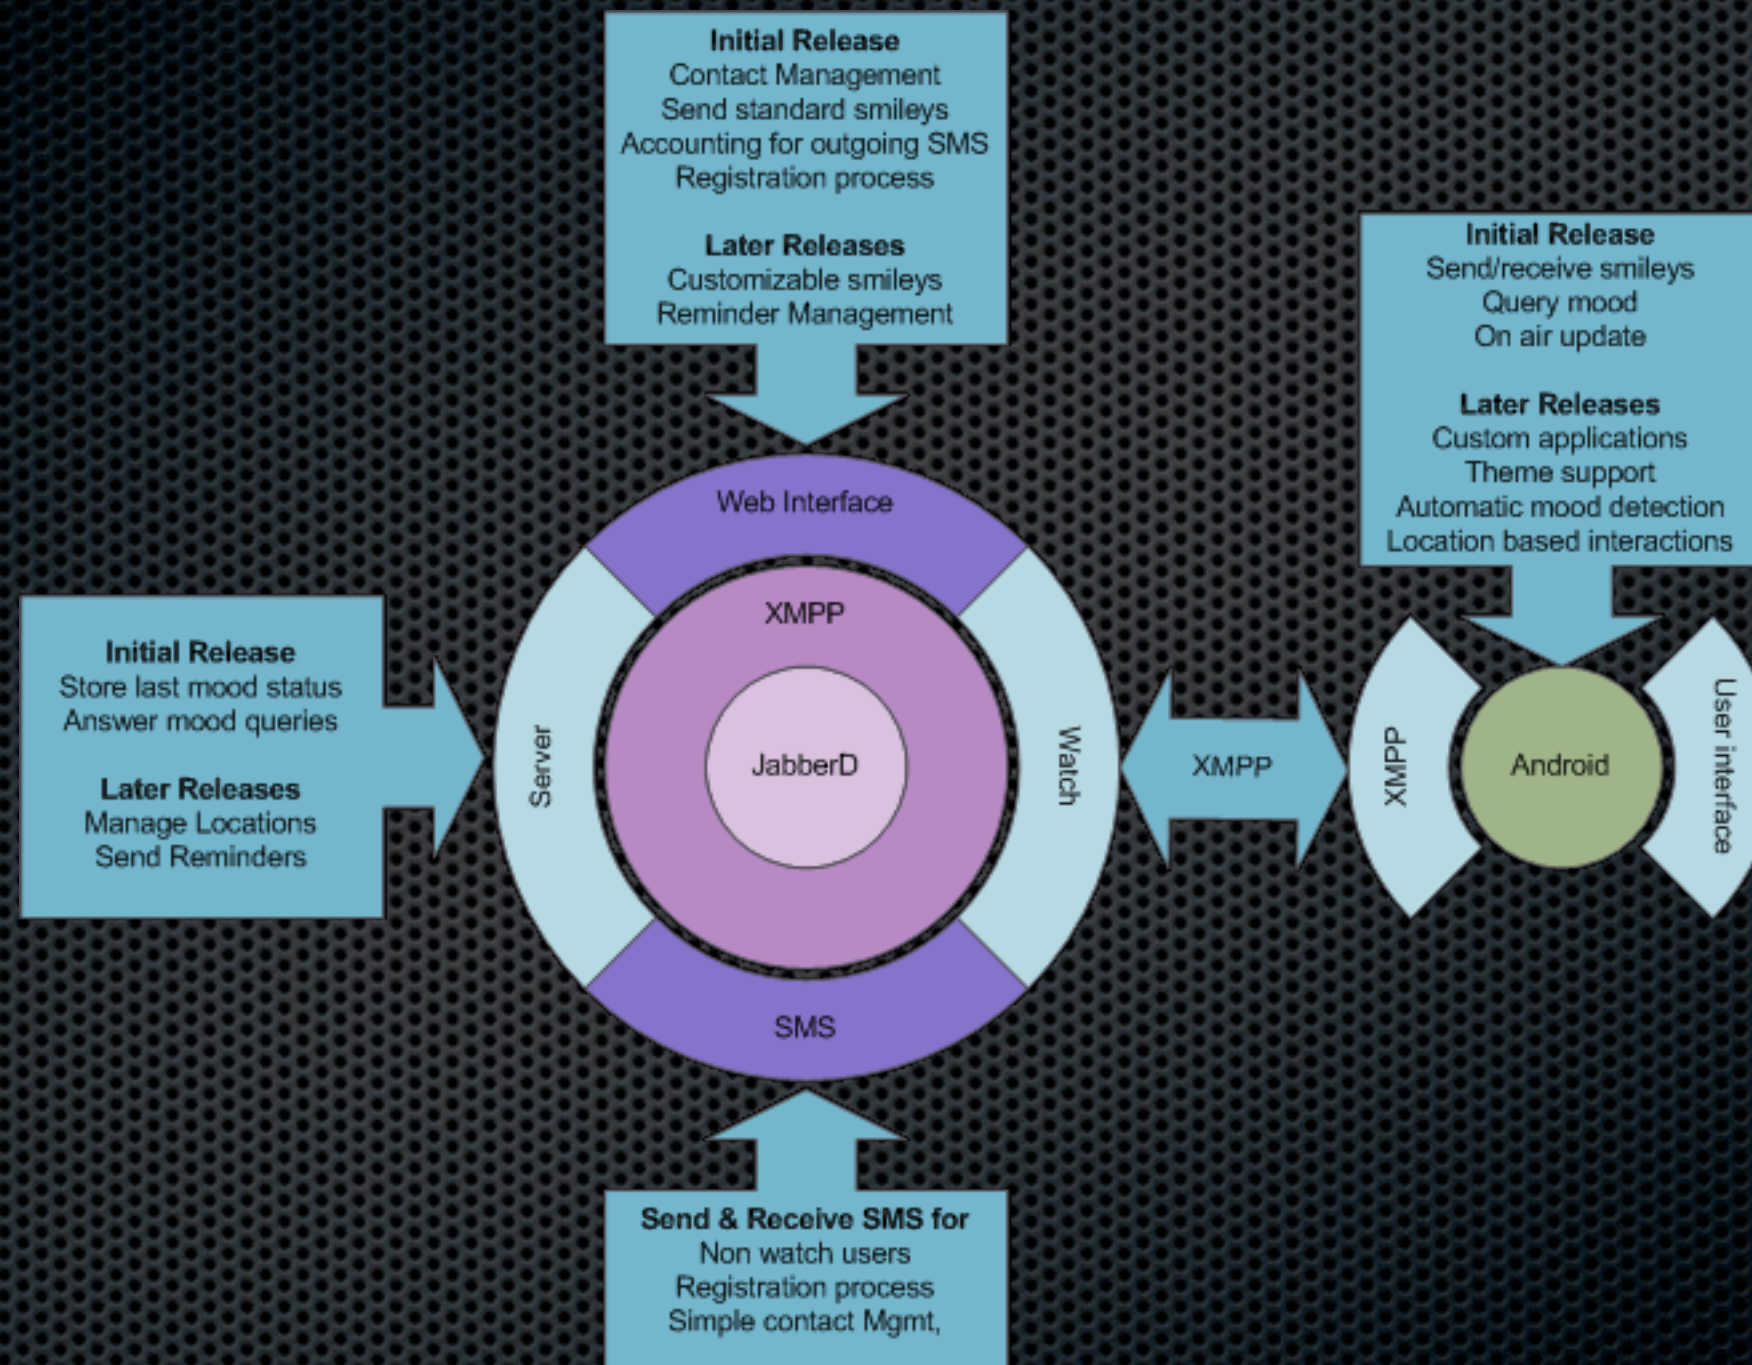 Initial Release
Contact Management
Send standard smileys
Accounting for outgoing SMS
Registration process
Later Releases
Customizable smileys
Reminder Management
Initial Release
Send/receive smileys
Query mood
On air update
Later Releases
Custom applications
Theme support
Automatic mood detection
Location based interactions
Initial Release
Store last mood status
Answer mood queries
Later Releases
Manage Locations
Send Reminders
Web Interface
XMPP
JabberD
Server
Watch
SMS
XMPP
XMPP
Android
User interface
Send & Receive SMS for
Non watch users
Registration process
Simple contact Mgmt,